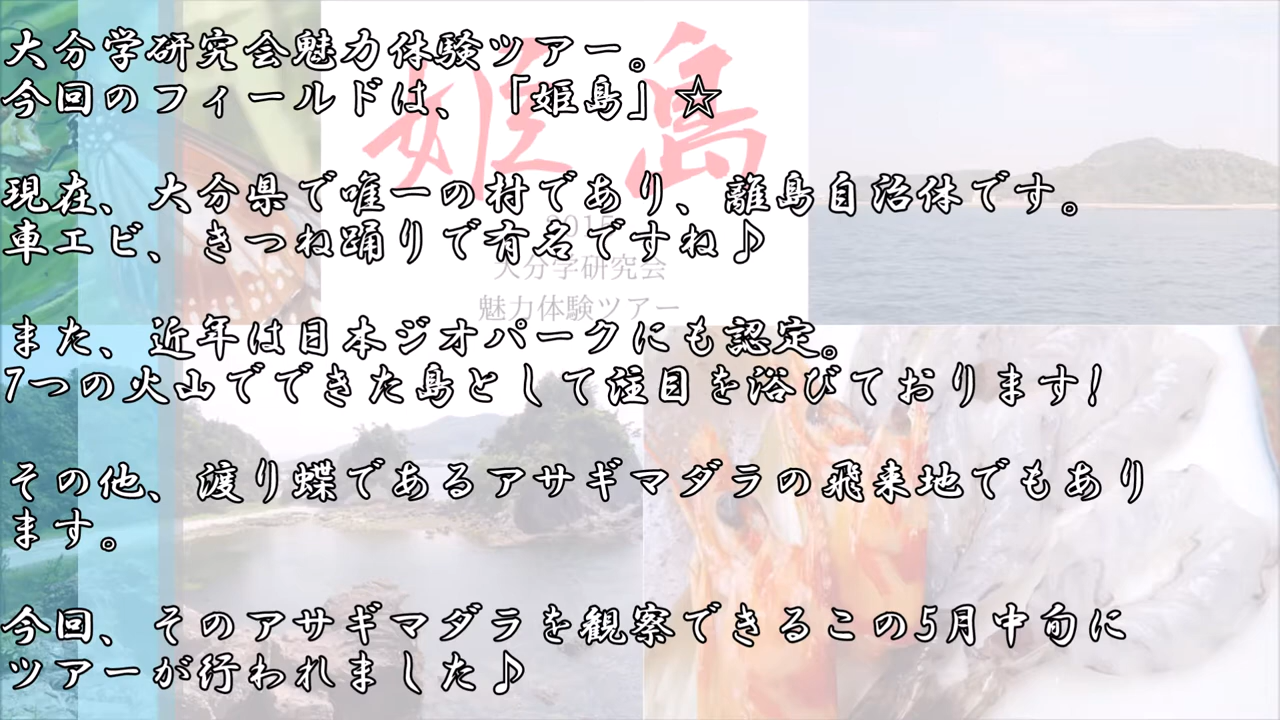 大分学研究会魅力体験ツアー。
今回のフィールドは、「姫島」☆
現在、大分県で唯一の村であり、離島自治体です。
車エビ、きつね踊りで有名ですね♪
また、近年は日本ジオパークにも認定。
7つの火山でできた島として注目を浴びております！
その他、渡り蝶であるアサギマダラの飛来地でもあり
ます。
今回、そのアサギマダラを観察できるこの5月中旬に
ツアーが行われました♪
姫島
2015
大分学研究会
魅力体験ツアー